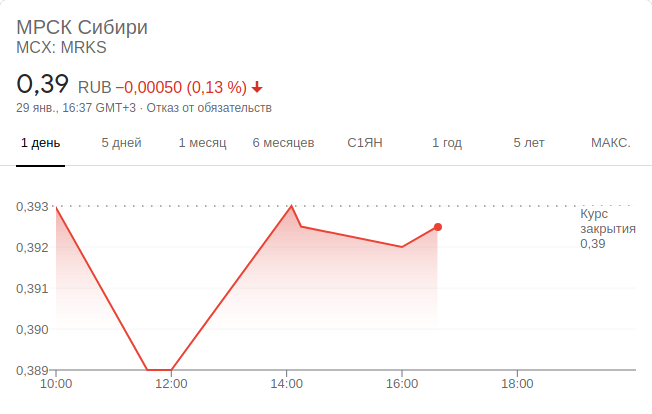 МРСК Сибири
MCX: MRKS
0,39 RUB −0,00050 (0,13 %)
29 янв., 16:37 GMT+3 · Отказ от обязательств
1 день 5 дней 1 месяц 6 месяцев С1ЯН 1 год 5 лет МАКС.
0,393
Курс
закрытия
0,39
0,392
0,391
0,390
0,389
10:00 12:00 14:00 16:00 18:00